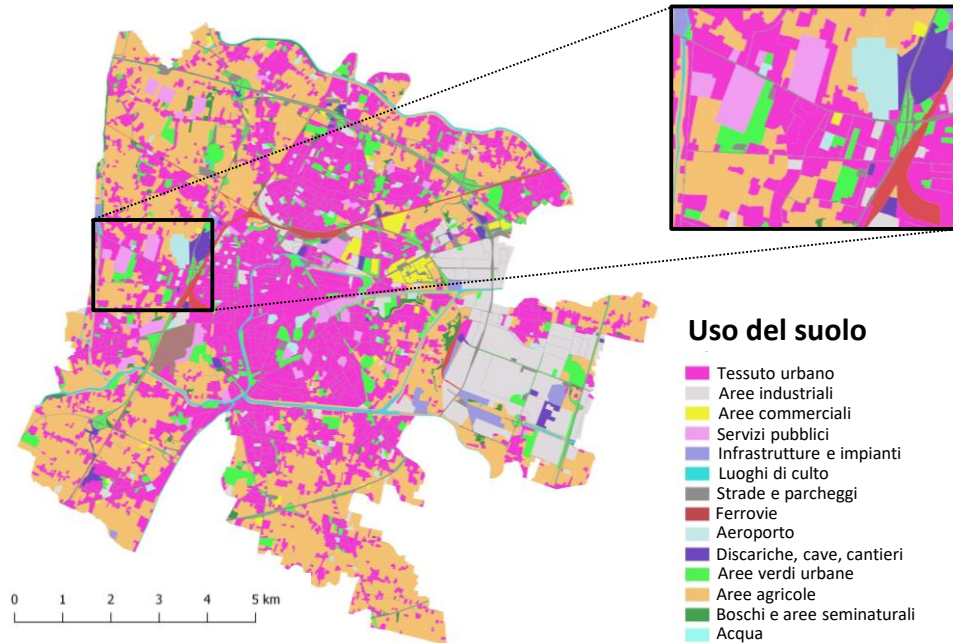 Uso del suolo
Tessuto urbano
Aree industriali
Aree commerciali
Servizi pubblici
Infrastrutture e impianti
Luoghi di culto
Strade e parcheggi
Ferrovie
Aeroporto
Discariche, cave, cantieri
Aree verdi urbane
Aree agricole
Boschi e aree seminaturali
Acqua
0 1 2 3 4 5 km